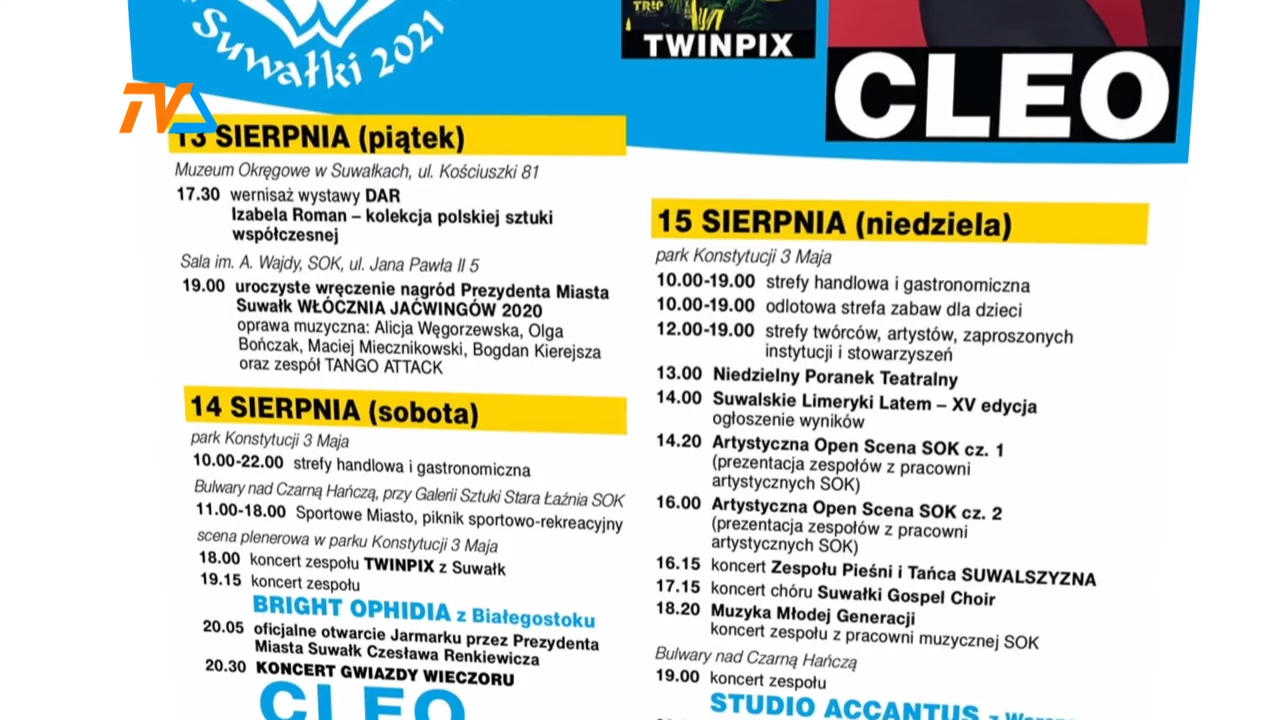 Suwałki 2021
TRIP
TWINPIX
CLEO
TVS
13 SIERPNIA (piątek)
Muzeum Okręgowe w Suwałkach, ul. Kościuszki 81
17.30 wernisaż wystawy DAR
Izabela Roman – kolekcja polskiej sztuki
współczesnej
Sala im. A. Wajdy, SOK, ul. Jana Pawła II 5
19.00 uroczyste wręczenie nagród Prezydenta Miasta
Suwałk WŁÓCZNIA JAĆWINGÓW 2020
oprawa muzyczna: Alicja Węgorzewska, Olga
Bończak, Maciej Miecznikowski, Bogdan Kierejsza
oraz zespół TANGO ATTACK
14 SIERPNIA (sobota)
park Konstytucji 3 Maja
10.00-22.00 strefy handlowa i gastronomiczna
Bulwary nad Czarną Hańczą, przy Galerii Sztuki Stara Łaźnia SOK
11.00-18.00 Sportowe Miasto, piknik sportowo-rekreacyjny
scena plenerowa w parku Konstytucji 3 Maja
18.00 koncert zespołu TWINPIX z Suwałk
19.15 koncert zespołu
BRIGHT OPHIDIA z Białegostoku
20.05 oficjalne otwarcie Jarmarku przez Prezydenta
Miasta Suwałk Czesława Renkiewicza
20.30 KONCERT GWIAZDY WIECZORU
CLEO
15 SIERPNIA (niedziela)
park Konstytucji 3 Maja
10.00-19.00 strefy handlowa i gastronomiczna
10.00-19.00 odlotowa strefa zabaw dla dzieci
12.00-19.00 strefy twórców, artystów, zaproszonych
instytucji i stowarzyszeń
13.00 Niedzielny Poranek Teatralny
14.00 Suwalskie Limeryki Latem – XV edycja
ogłoszenie wyników
14.20 Artystyczna Open Scena SOK cz. 1
(prezentacja zespołów z pracowni
artystycznych SOK)
16.00 Artystyczna Open Scena SOK cz. 2
(prezentacja zespołów z pracowni
artystycznych SOK)
16.15 koncert Zespołu Pieśni i Tańca SUWALSZYZNA
17.15 koncert chóru Suwałki Gospel Choir
18.20 Muzyka Młodej Generacji
koncert zespołu z pracowni muzycznej SOK
Bulwary nad Czarną Hańczą
19.00 koncert zespołu
STUDIO ACCANTUS z